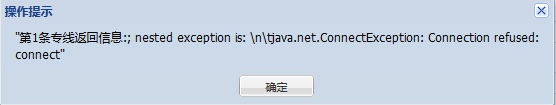 操作提示
"第1条专线返回信息:; nested exception is: \n\tjava.net.ConnectException: Connection refused:
connect"
确定